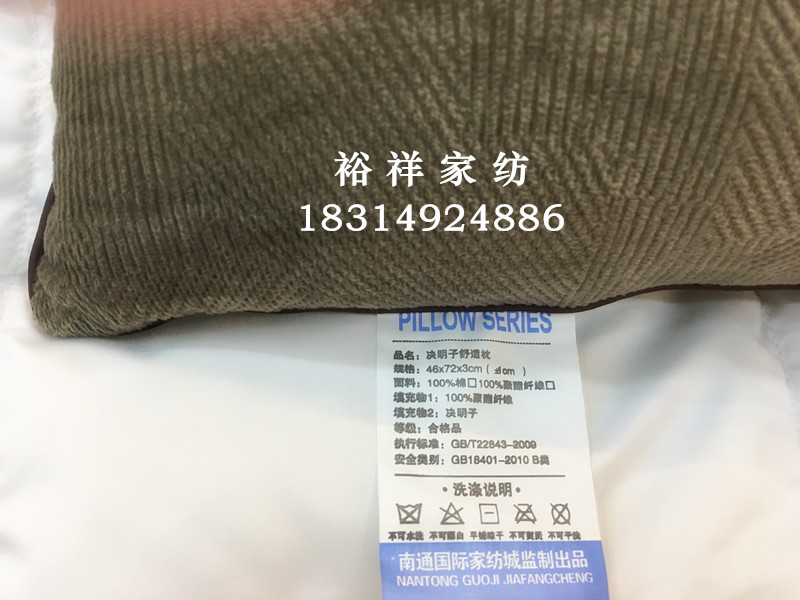 裕祥家纺
18314924886
PILLOW SERIES
品名：决明子舒适枕
规格：46x72x3cm（±1cm）
面料：100%棉□100%聚酯纤维□
填充物1：100%聚酯纤维
填充物2：决明子
等级：合格品
执行标准：GB/T22843-2009
安全类别：GB18401-2010 B类
·洗涤说明·
不可水洗 不可漂白 平铺晾干 不可熨烫 不可干洗
南通国际家纺城监制出品
NANTONG GUOJI JIAFANGCHENG